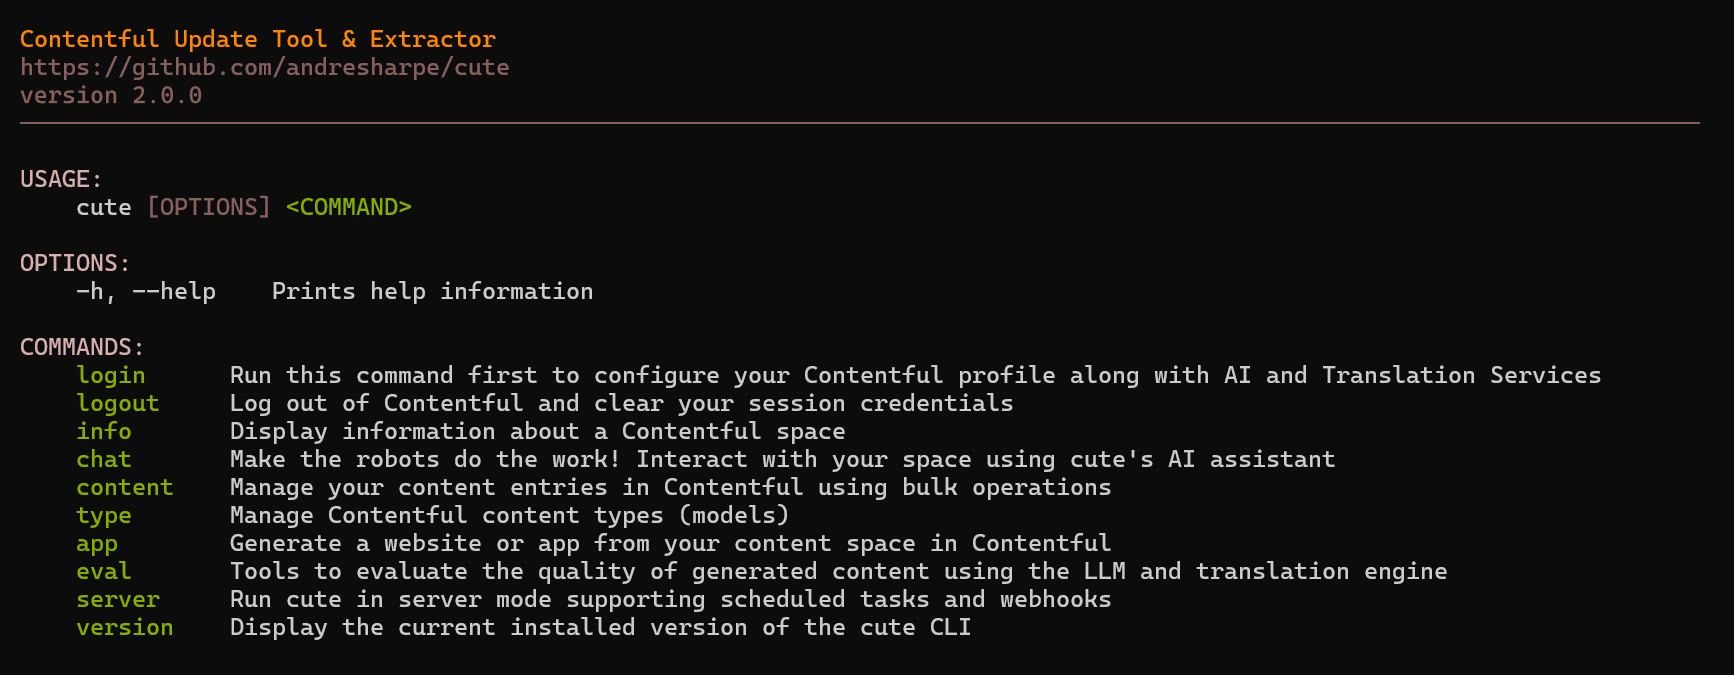 Contentful Update Tool & Extractor
https://github.com/andresharpe/cute
version 2.0.0
USAGE:
cute [OPTIONS] <COMMAND>
OPTIONS:
-h, --help    Prints help information
COMMANDS:
login      Run this command first to configure your Contentful profile along with AI and Translation Services
logout     Log out of Contentful and clear your session credentials
info       Display information about a Contentful space
chat       Make the robots do the work! Interact with your space using cute's AI assistant
content    Manage your content entries in Contentful using bulk operations
type       Manage Contentful content types (models)
app        Generate a website or app from your content space in Contentful
eval       Tools to evaluate the quality of generated content using the LLM and translation engine
server     Run cute in server mode supporting scheduled tasks and webhooks
version    Display the current installed version of the cute CLI